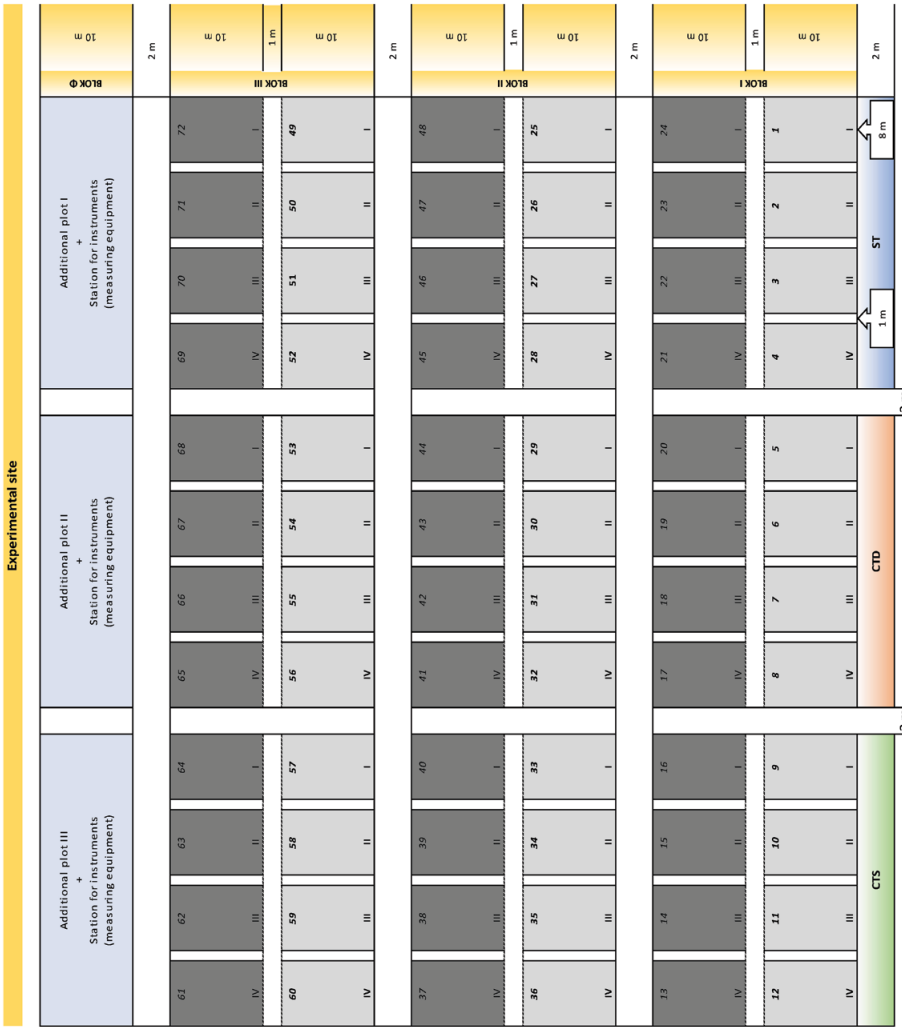 Experimental site
Additional plot III
+
Station for instruments
(measuring equipment)
Additional plot II
+
Station for instruments
(measuring equipment)
Additional plot I
+
Station for instruments
(measuring equipment)
BLOK Φ
10 m
2 m
61 62 63 64 65 66 67 68 69 70 71 72
IV III II I IV III II I IV III II I
10 m
BLOK III
1 m
60 59 58 57 56 55 54 53 52 51 50 49
IV III II I IV III II I IV III II I
10 m
2 m
37 38 39 40 41 42 43 44 45 46 47 48
IV III II I IV III II I IV III II I
10 m
BLOK II
1 m
36 35 34 33 32 31 30 29 28 27 26 25
IV III II I IV III II I IV III II I
10 m
2 m
13 14 15 16 17 18 19 20 21 22 23 24
IV III II I IV III II I IV III II I
10 m
BLOK I
1 m
12 11 10 9 8 7 6 5 4 3 2 1
IV III II I IV III II I IV III II I
10 m
CTS CTD ST
1 m 8 m
2 m